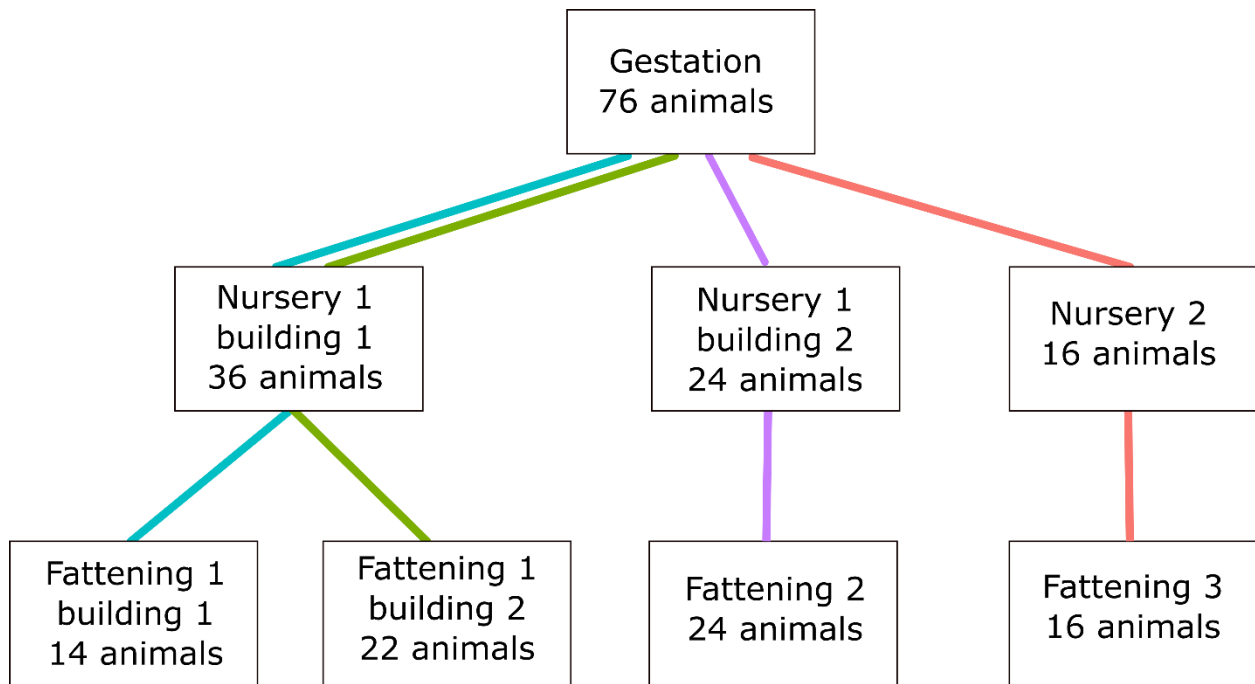 Gestation
76 animals
Nursery 1
building 1
36 animals
Nursery 1
building 2
24 animals
Nursery 2
16 animals
Fattening 1
building 1
14 animals
Fattening 1
building 2
22 animals
Fattening 2
24 animals
Fattening 3
16 animals